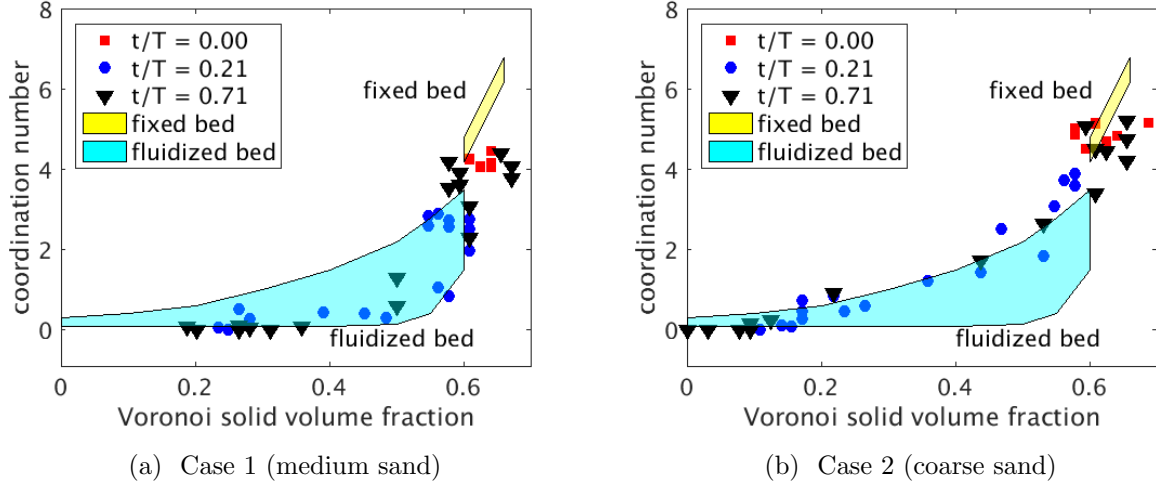 8
6
4
2
0
coordination number
t/T = 0.00
t/T = 0.21
t/T = 0.71
fixed bed
fluidized bed
fixed bed
fluidized bed
0
0.2
0.4
0.6
Voronoi solid volume fraction
(a) Case 1 (medium sand)
8
6
4
2
0
coordination number
t/T = 0.00
t/T = 0.21
t/T = 0.71
fixed bed
fluidized bed
fixed bed
fluidized bed
0
0.2
0.4
0.6
Voronoi solid volume fraction
(b) Case 2 (coarse sand)